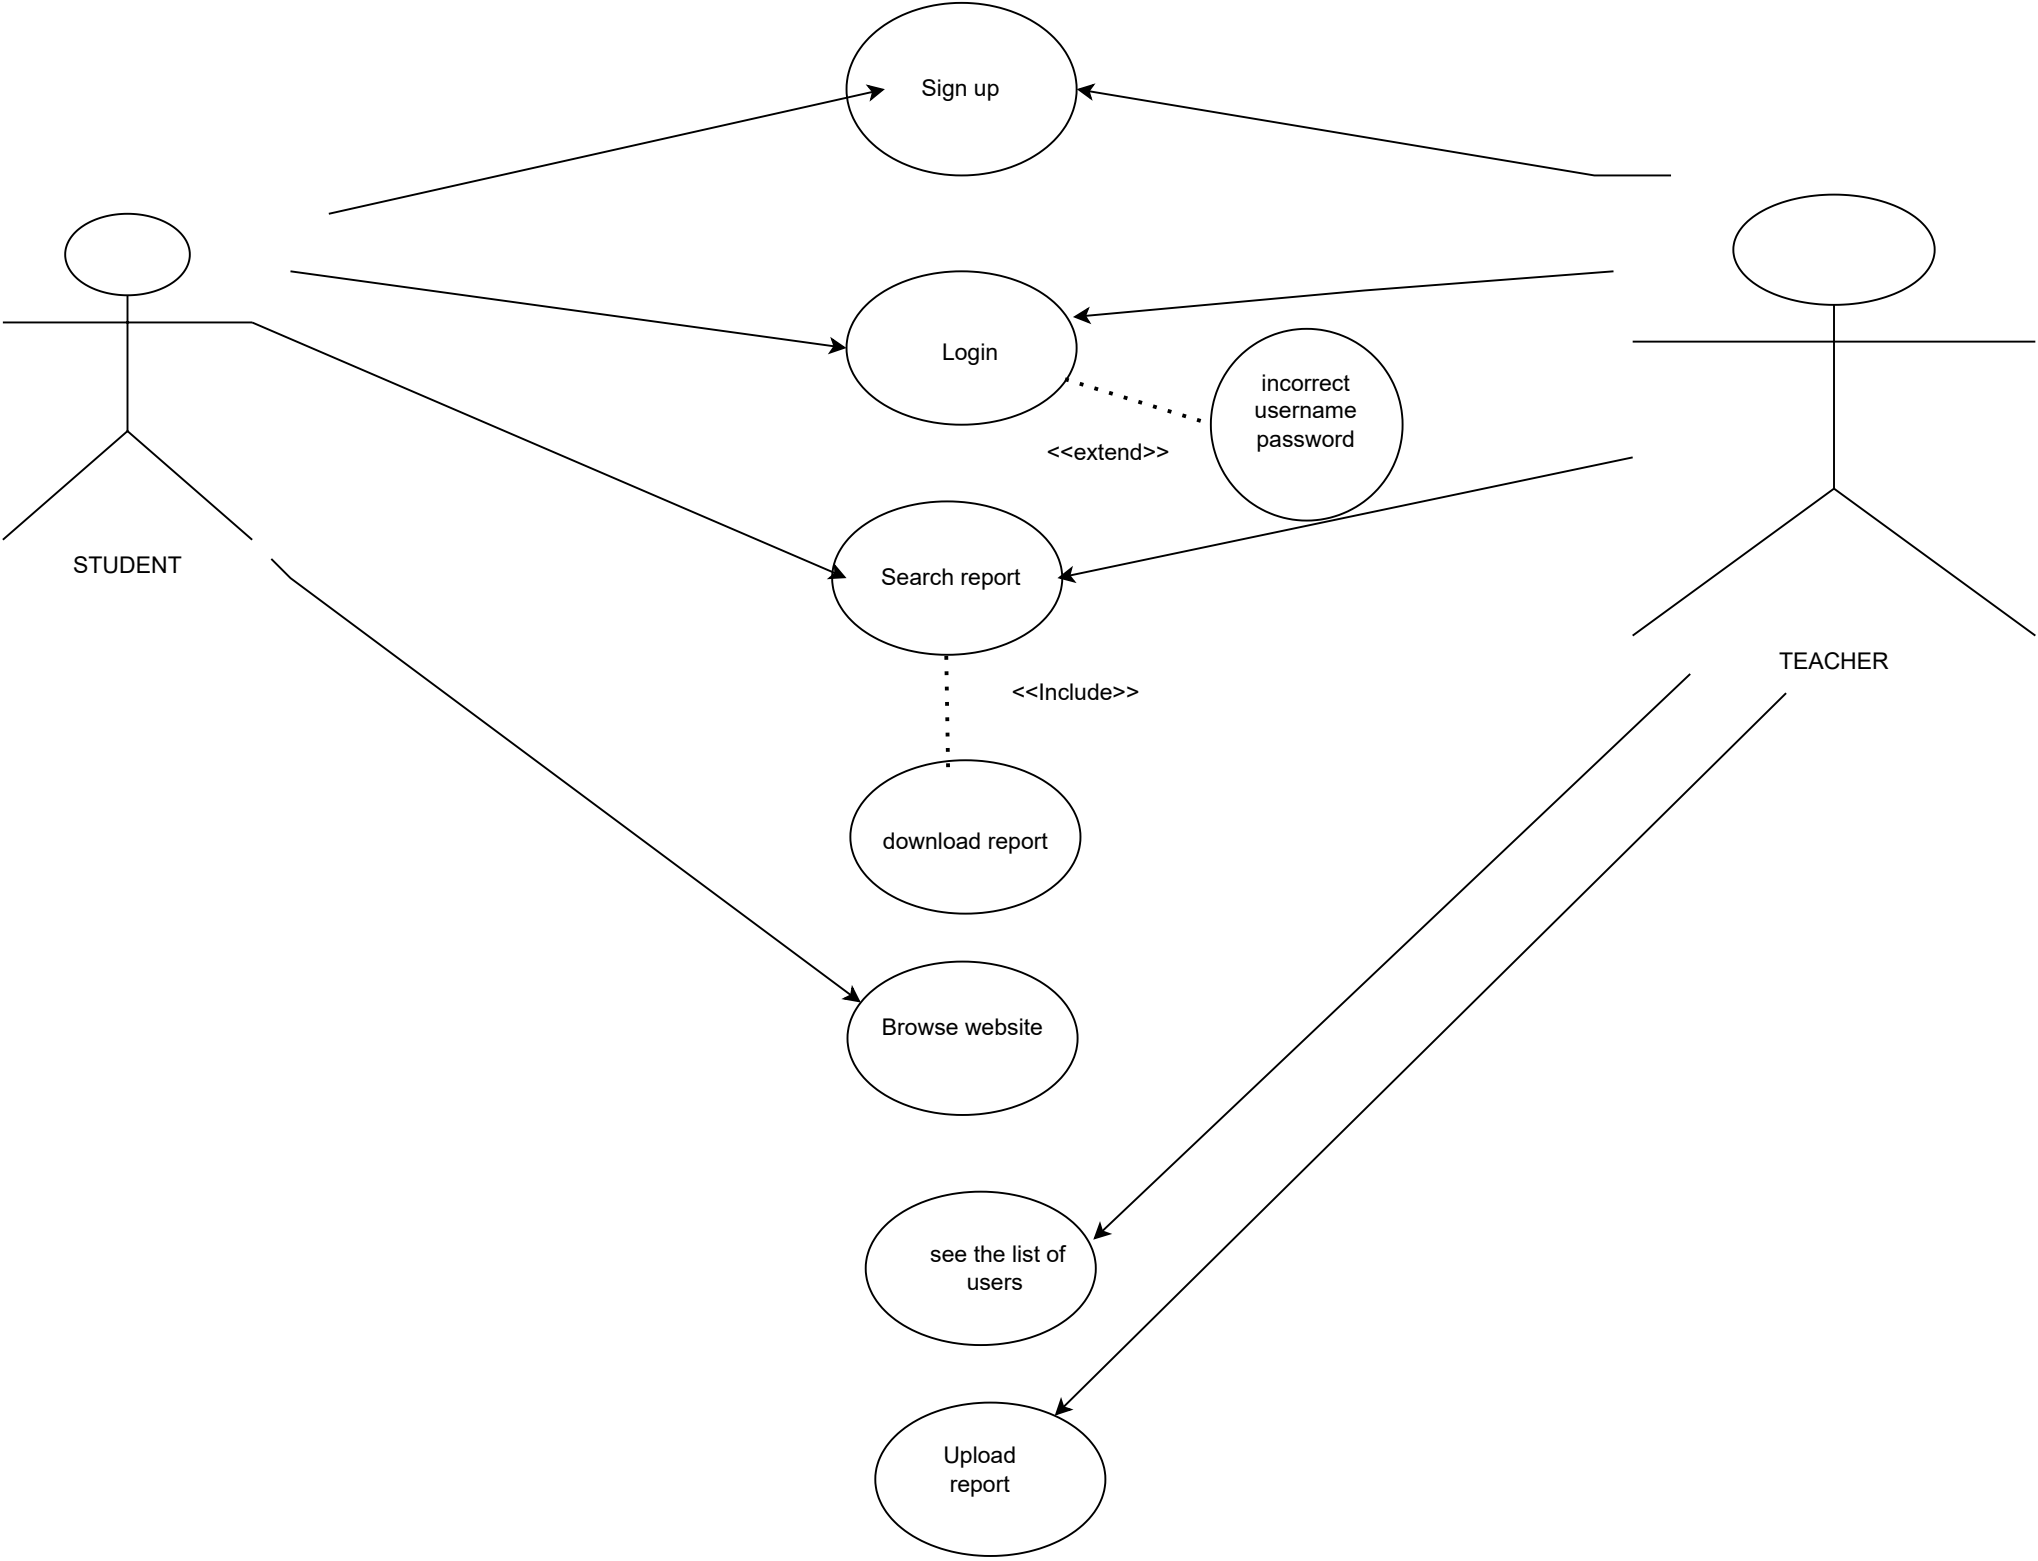 Sign up
Login
incorrect
username
password
<<extend>>
Search report
STUDENT
TEACHER
<<Include>>
download report
Browse website
see the list of
users
Upload
report